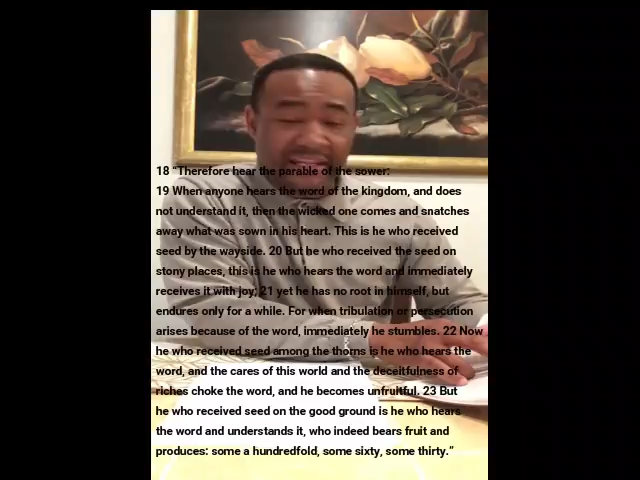 18 "Therefore hear the parable of the sower:
19 When anyone hears the word of the kingdom, and does
not understand it, then the wicked one comes and snatches
away what was sown in his heart. This is he who received
seed by the wayside. 20 But he who received the seed on
stony places, this is he who hears the word and immediately
receives it with joy; 21 yet he has no root in himself, but
endures only for a while. For when tribulation or persecution
arises because of the word, immediately he stumbles. 22 Now
he who received seed among the thorns is he who hears the
word, and the cares of this world and the deceitfulness of
riches choke the word, and he becomes unfruitful. 23 But
he who received seed on the good ground is he who hears
the word and understands it, who indeed bears fruit and
produces: some a hundredfold, some sixty, some thirty."